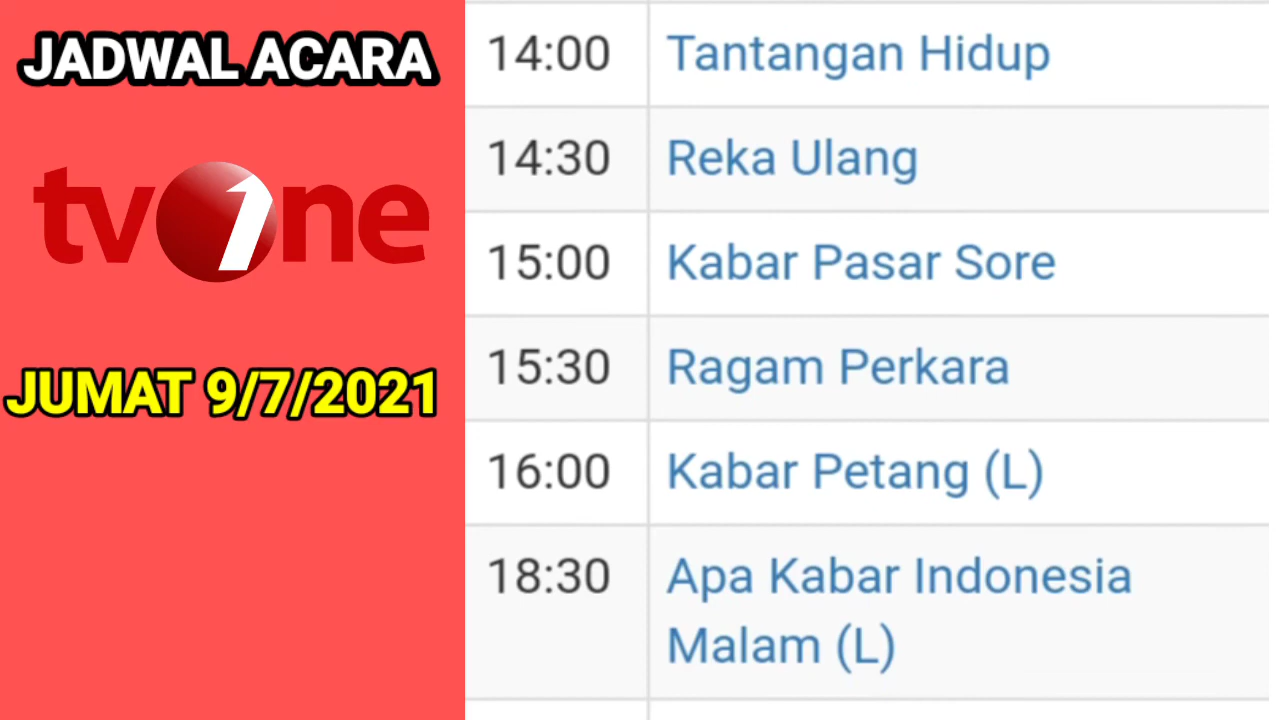 JADWAL ACARA
tvOne
JUMAT 9/7/2021
14:00 Tantangan Hidup
14:30 Reka Ulang
15:00 Kabar Pasar Sore
15:30 Ragam Perkara
16:00 Kabar Petang (L)
18:30 Apa Kabar Indonesia
Malam (L)